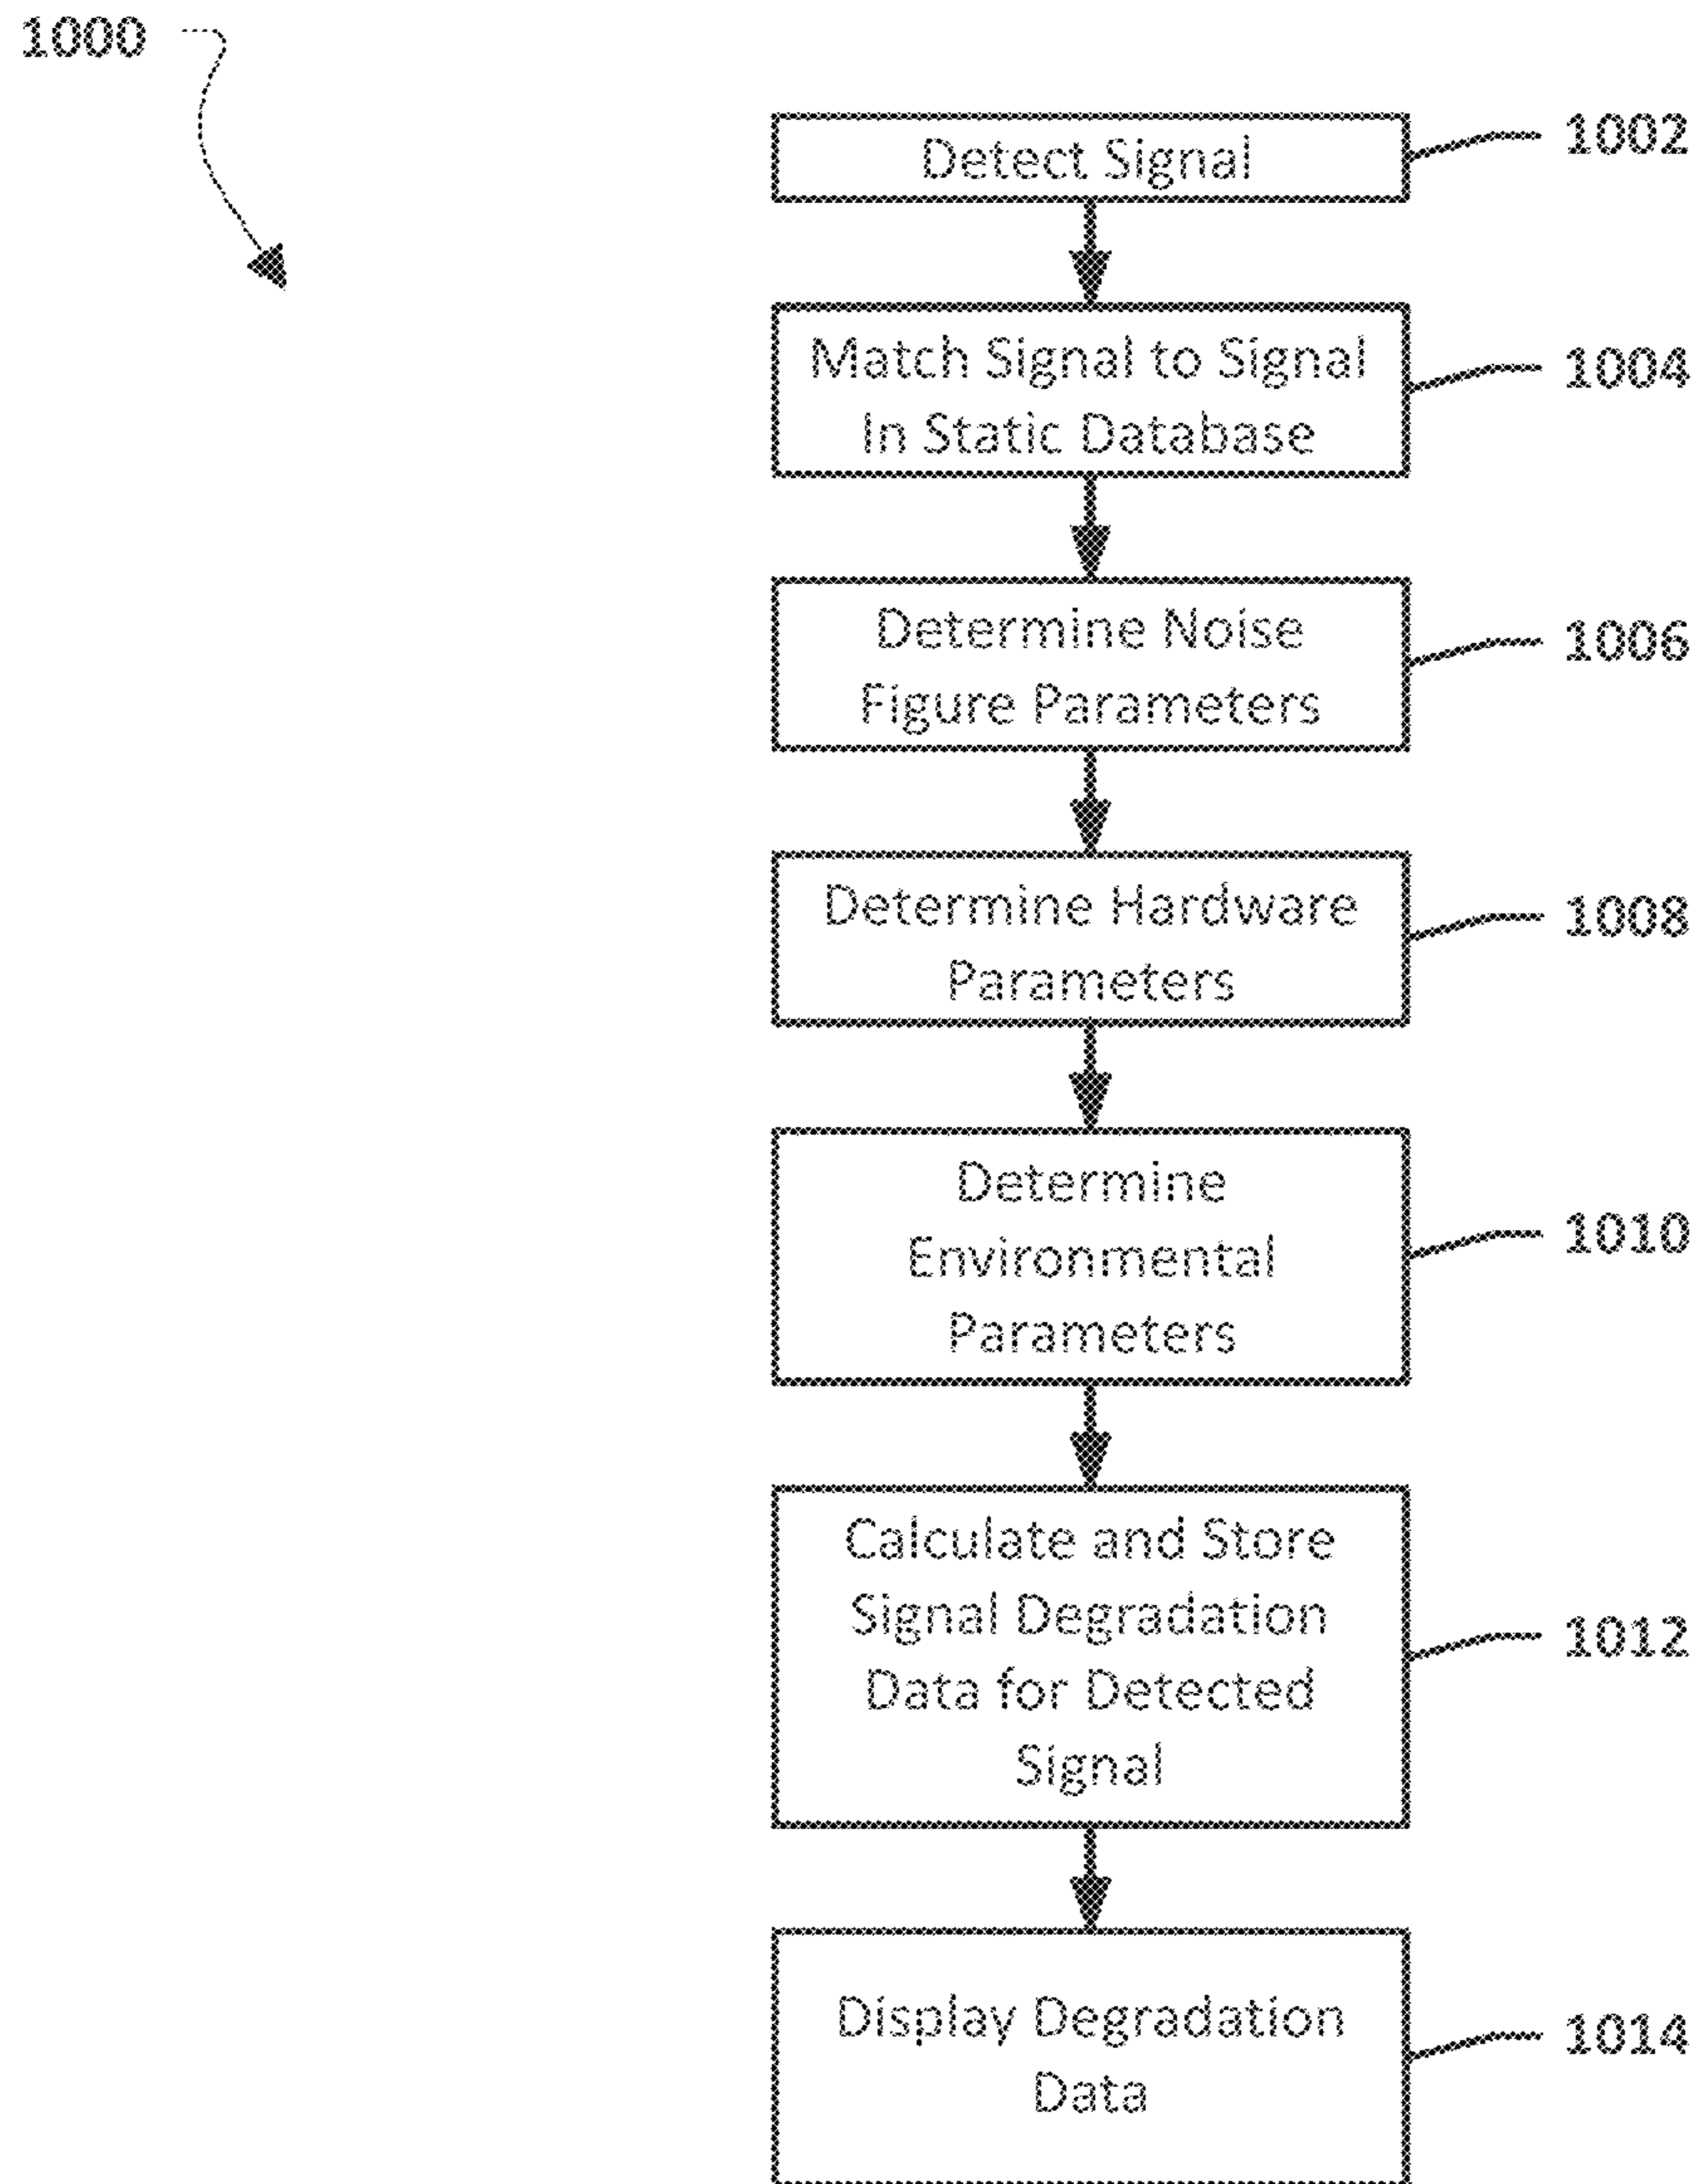 1000
Detect Signal
1002
Match Signal to Signal
In Static Database
1004
Determine Noise
Figure Parameters
1006
Determine Hardware
Parameters
1008
Determine
Environmental
Parameters
1010
Calculate and Store
Signal Degradation
Data for Detected
Signal
1012
Display Degradation
Data
1014